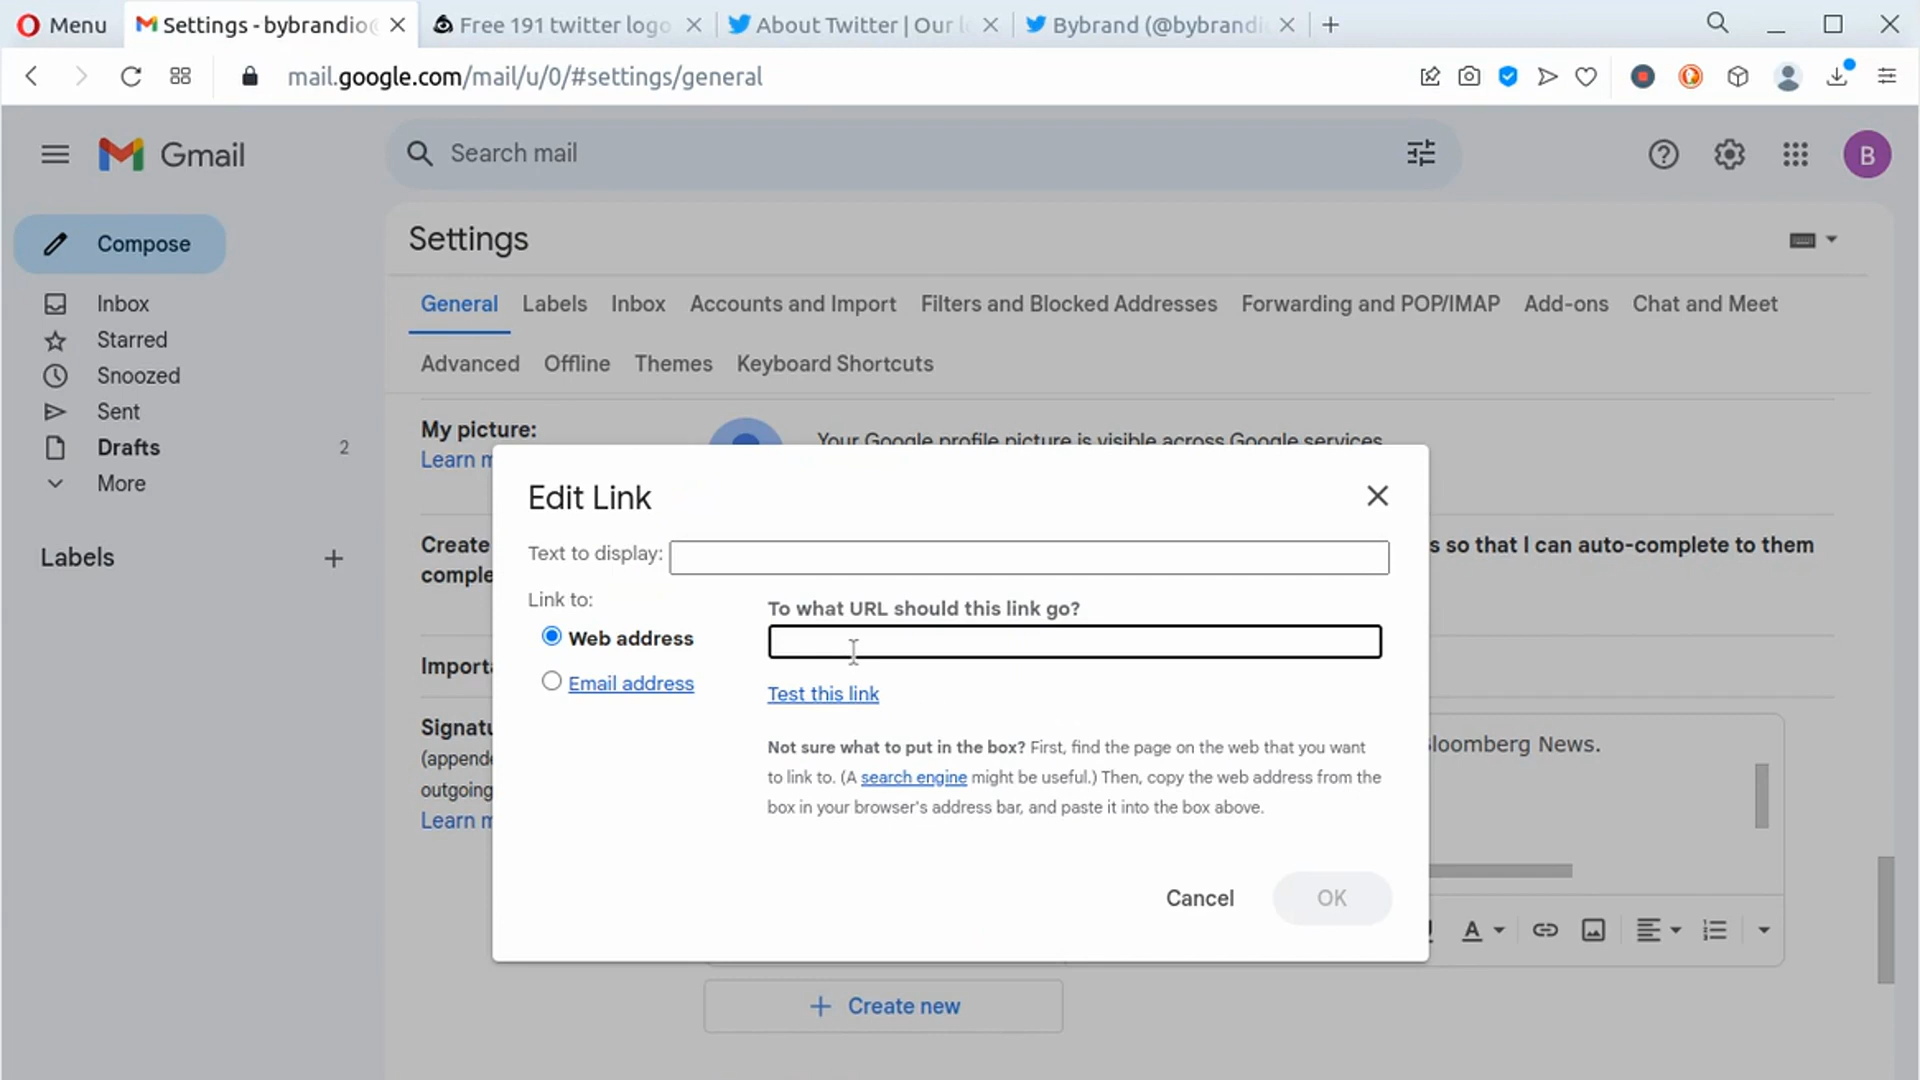 Menu
Settings - bybrandio@
Free 191 twitter logo
About Twitter | Our lo
Bybrand (@bybrandi
mail.google.com/mail/u/0/#settings/general
Gmail
Search mail
B
Compose
Inbox
Starred
Snoozed
Sent
Drafts 2
More
Labels
Settings
General Labels Inbox Accounts and Import Filters and Blocked Addresses Forwarding and POP/IMAP Add-ons Chat and Meet
Advanced Offline Themes Keyboard Shortcuts
My picture:
Learn m
Your Google profile picture is visible across Google services
Create
comple
s so that I can auto-complete to them
Importa
Signatu
(appende
outgoing
Learn m
Bloomberg News.
Edit Link
Text to display:
Link to:
Web address
Email address
To what URL should this link go?
Test this link
Not sure what to put in the box? First, find the page on the web that you want
to link to. (A search engine might be useful.) Then, copy the web address from the
box in your browser's address bar, and paste it into the box above.
Cancel OK
A
Create new